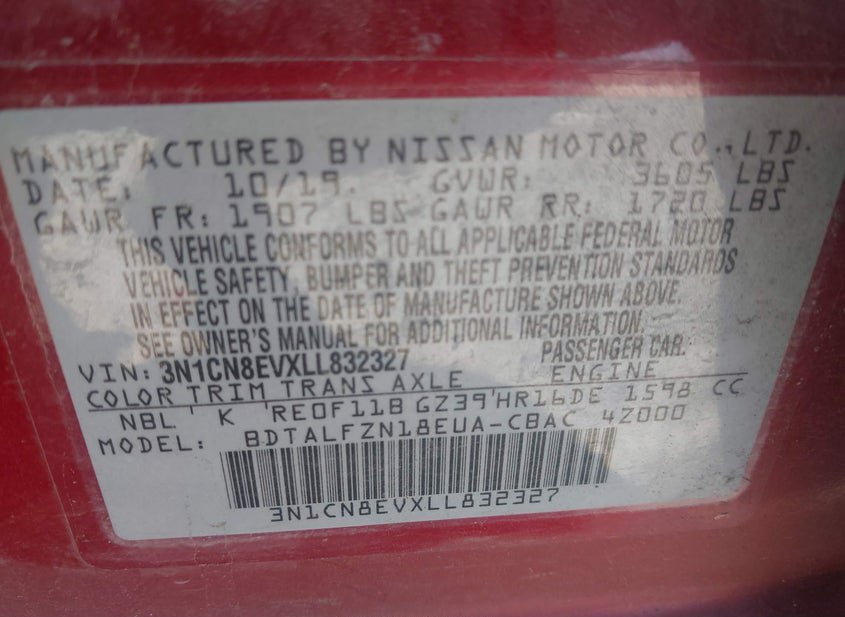 MANUFACTURED BY NISSAN MOTOR CO., LTD.
DATE: 10/19. GVWR: 3605 LBS
GAWR FR: 1907 LBS GAWR RR: 1720 LBS
THIS VEHICLE CONFORMS TO ALL APPLICABLE FEDERAL MOTOR
VEHICLE SAFETY, BUMPER AND THEFT PREVENTION STANDARDS
IN EFFECT ON THE DATE OF MANUFACTURE SHOWN ABOVE.
SEE OWNER'S MANUAL FOR ADDITIONAL INFORMATION.
VIN: 3N1CN8EVXLL832327 PASSENGER CAR.
COLOR TRIM TRANS AXLE ENGINE
NBL ' K 'RE0F11B GZ39'HR16DE 1598 CC
MODEL: BDTALFZN18EUA-CBAC 4Z000
3N1CN8EVXLL832327